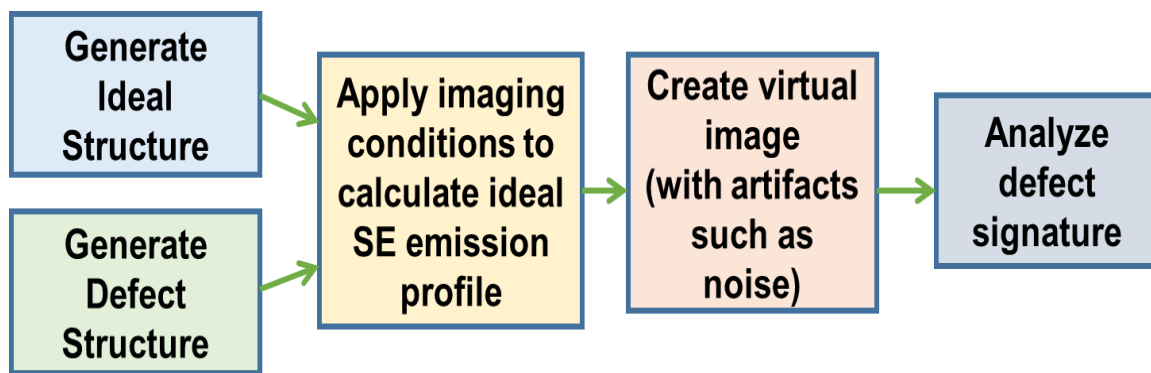 Generate
Ideal
Structure
Generate
Defect
Structure
Apply imaging
conditions to
calculate ideal
SE emission
profile
Create virtual
image
(with artifacts
such as
noise)
Analyze
defect
signature